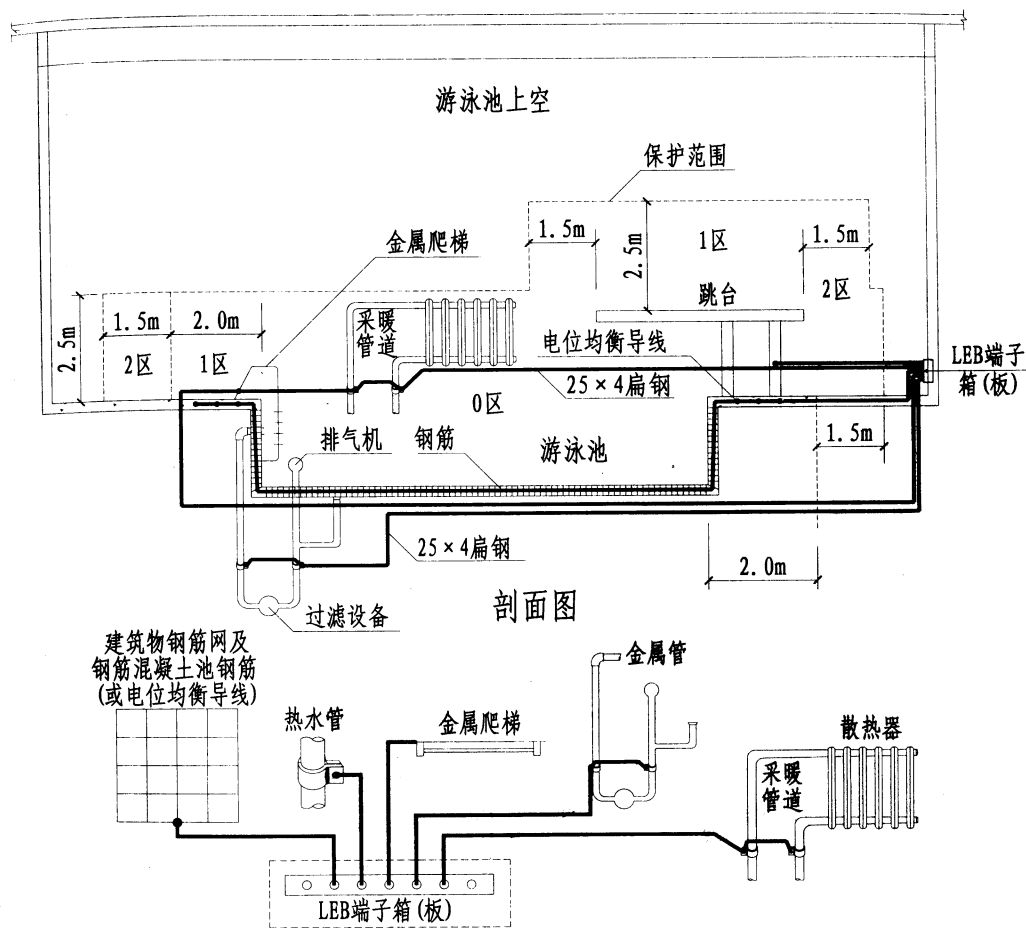 游泳池上空
保护范围
1.5m
1区
1.5m
2.5m
金属爬梯
跳台
2区
2.5m
1.5m
2.0m
采暖
管道
电位均衡导线
LEB端子
箱(板)
2区
1区
25×4扁钢
0区
排气机
钢筋
游泳池
1.5m
25×4扁钢
2.0m
剖面图
过滤设备
建筑物钢筋网及
钢筋混凝土池钢筋
(或电位均衡导线)
热水管
金属爬梯
金属管
散热器
采暖
管道
LEB端子箱(板)